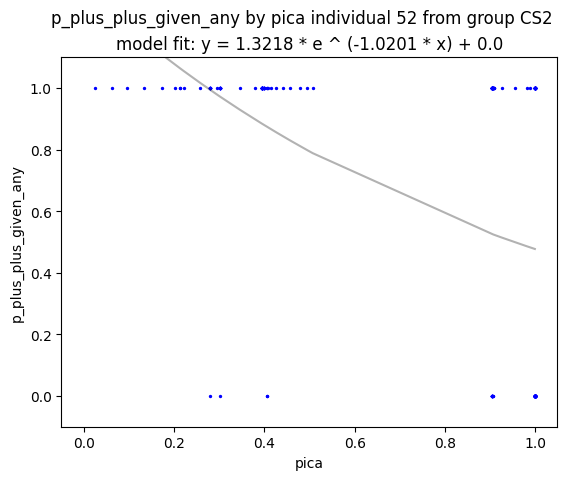 p_plus_plus_given_any by pica individual 52 from group CS2
model fit: y = 1.3218 * e ^ (-1.0201 * x) + 0.0
p_plus_plus_given_any
1.0
0.8
0.6
0.4
0.2
0.0
0.0 0.2 0.4 0.6 0.8 1.0
pica